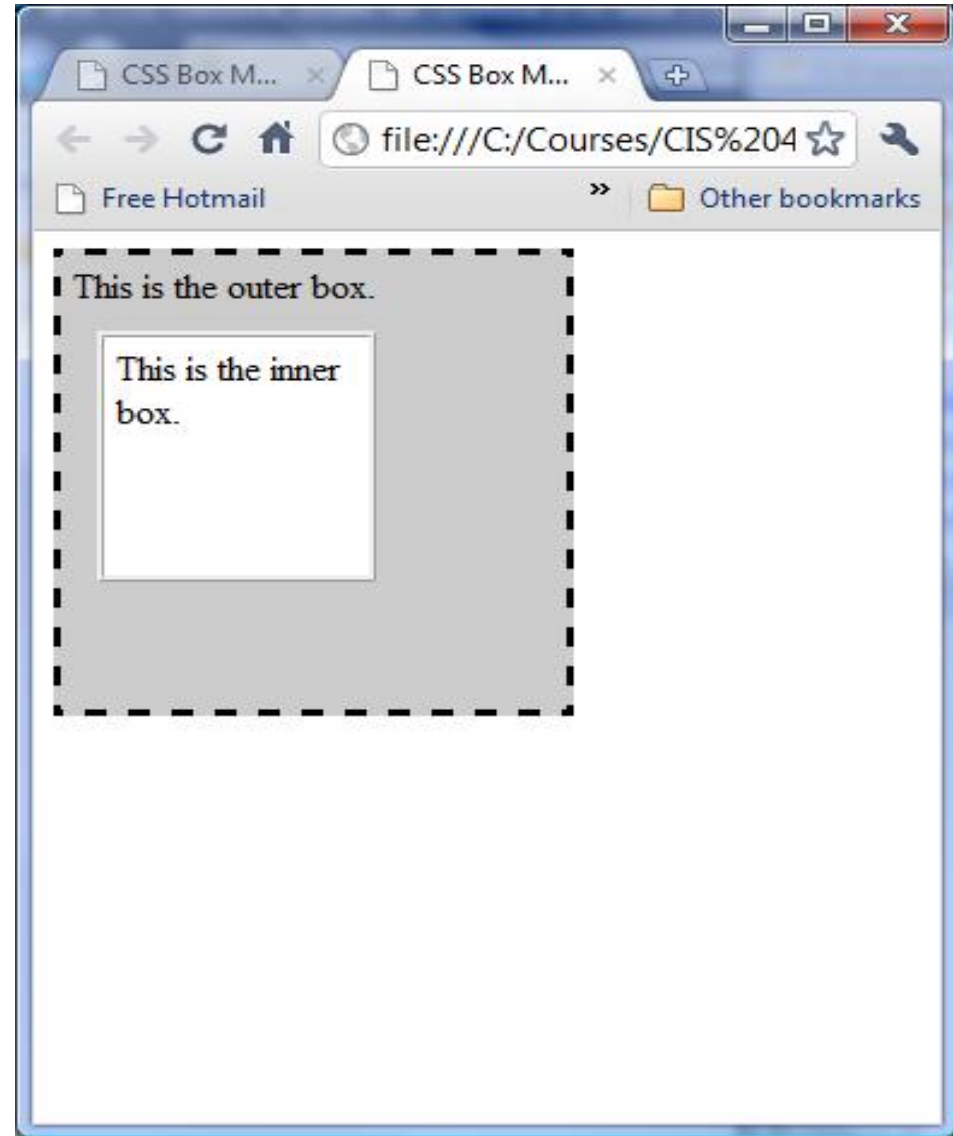 CSS Box M... CSS Box M...
file:///C:/Courses/CIS%204
Free Hotmail » Other bookmarks
This is the outer box.
This is the inner
box.